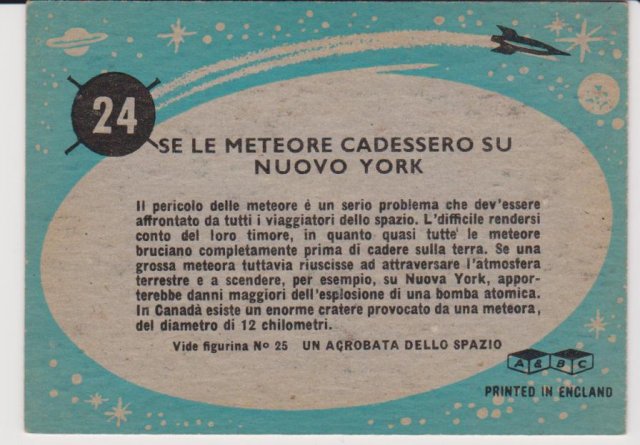 24
SE LE METEORE CADESSERO SU
NUOVO YORK
Il pericolo delle meteore è un serio problema che dev'essere
affrontato da tutti i viaggiatori dello spazio. L'difficile rendersi
conto del loro timore, in quanto quasi tutte le meteore
bruciano completamente prima di cadere sulla terra. Se una
grossa meteora tuttavia riuscisse ad attraversare l'atmosfera
terrestre e a scendere, per esempio, su Nuova York, appor-
terebbe danni maggiori dell'esplosione di una bomba atomica.
In Canadà esiste un enorme cratere provocato da una meteora,
del diametro di 12 chilometri.
Vide figurina No 25 UN ACROBATA DELLO SPAZIO
A & B C
PRINTED IN ENGLAND